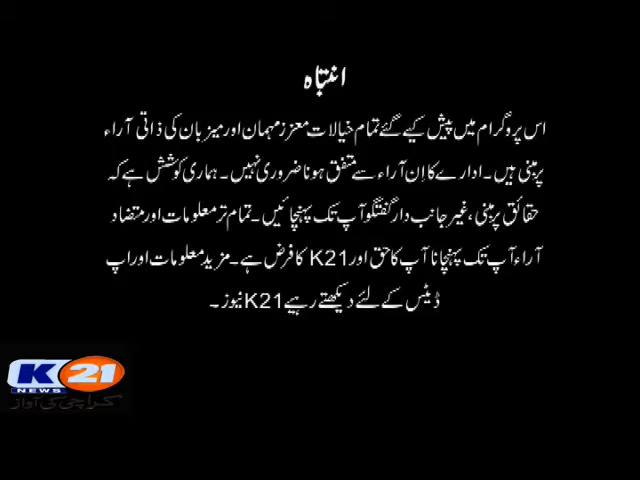 انتباہ
اس پروگرام میں پیش کیے گئے تمام خیالات معزز مہمان اور میزبان کی ذاتی آراء
پر مبنی ہیں۔ ادارے کا اِن آراء سے متفق ہونا ضروری نہیں۔ ہماری کوشش ہے کہ
حقائق پر مبنی، غیر جانب دار گفتگو آپ تک پہنچائیں۔ تمام تر معلومات اور متضاد
آراء آپ تک پہنچانا آپ کا حق اور K21 کا فرض ہے۔ مزید معلومات اور اپ
ڈیٹس کے لئے دیکھتے رہیے K21 نیوز۔
K21
NEWS
کراچی کی آواز